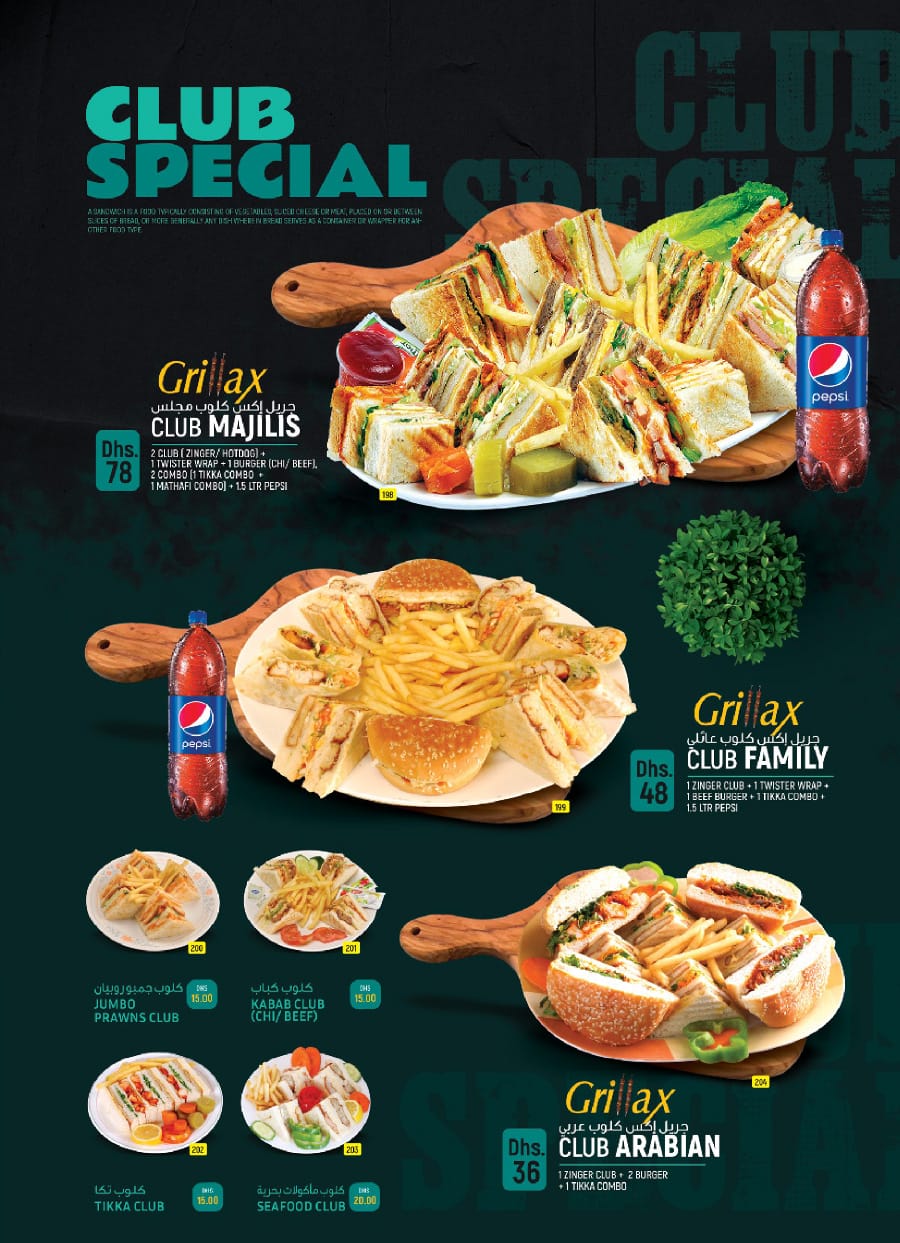 CLUB
SPECIAL
CLUB
SPECIAL
A SANDWICH IS A FOOD TYPICALLY CONSISTING OF VEGETABLES, SLICED CHEESE OR MEAT, PLACED ON OR BETWEEN
SLICES OF BREAD, OR MORE GENERALLY ANY DISH WHERE IN BREAD SERVES AS A CONTAINER OR WRAPPER FOR AN-
OTHER FOOD TYPE.
pepsi
Grillax
جريل إكس كلوب مجلس
CLUB MAJILIS
Dhs.
78
2 CLUB ( ZINGER/ HOTDOG) +
1 TWISTER WRAP + 1 BURGER (CHI/ BEEF),
2 COMBO (1 TIKKA COMBO +
1 MATHAFI COMBO) + 1.5 LTR PEPSI
198
pepsi
Grillax
جريل إكس كلوب عائلي
CLUB FAMILY
Dhs.
48
1 ZINGER CLUB + 1 TWISTER WRAP +
1 BEEF BURGER + 1 TIKKA COMBO +
1.5 LTR PEPSI
199
200
كلوب جمبو روبيان
JUMBO
PRAWNS CLUB
DHS
15.00
201
كلوب كباب
KABAB CLUB
(CHI/ BEEF)
DHS
15.00
202
كلوب تكا
TIKKA CLUB
DHS
15.00
203
كلوب مأكولات بحرية
SEAFOOD CLUB
DHS
20.00
204
Grillax
جريل إكس كلوب عربي
CLUB ARABIAN
Dhs.
36
1 ZINGER CLUB + 2 BURGER
+ 1 TIKKA COMBO
SPECIAL